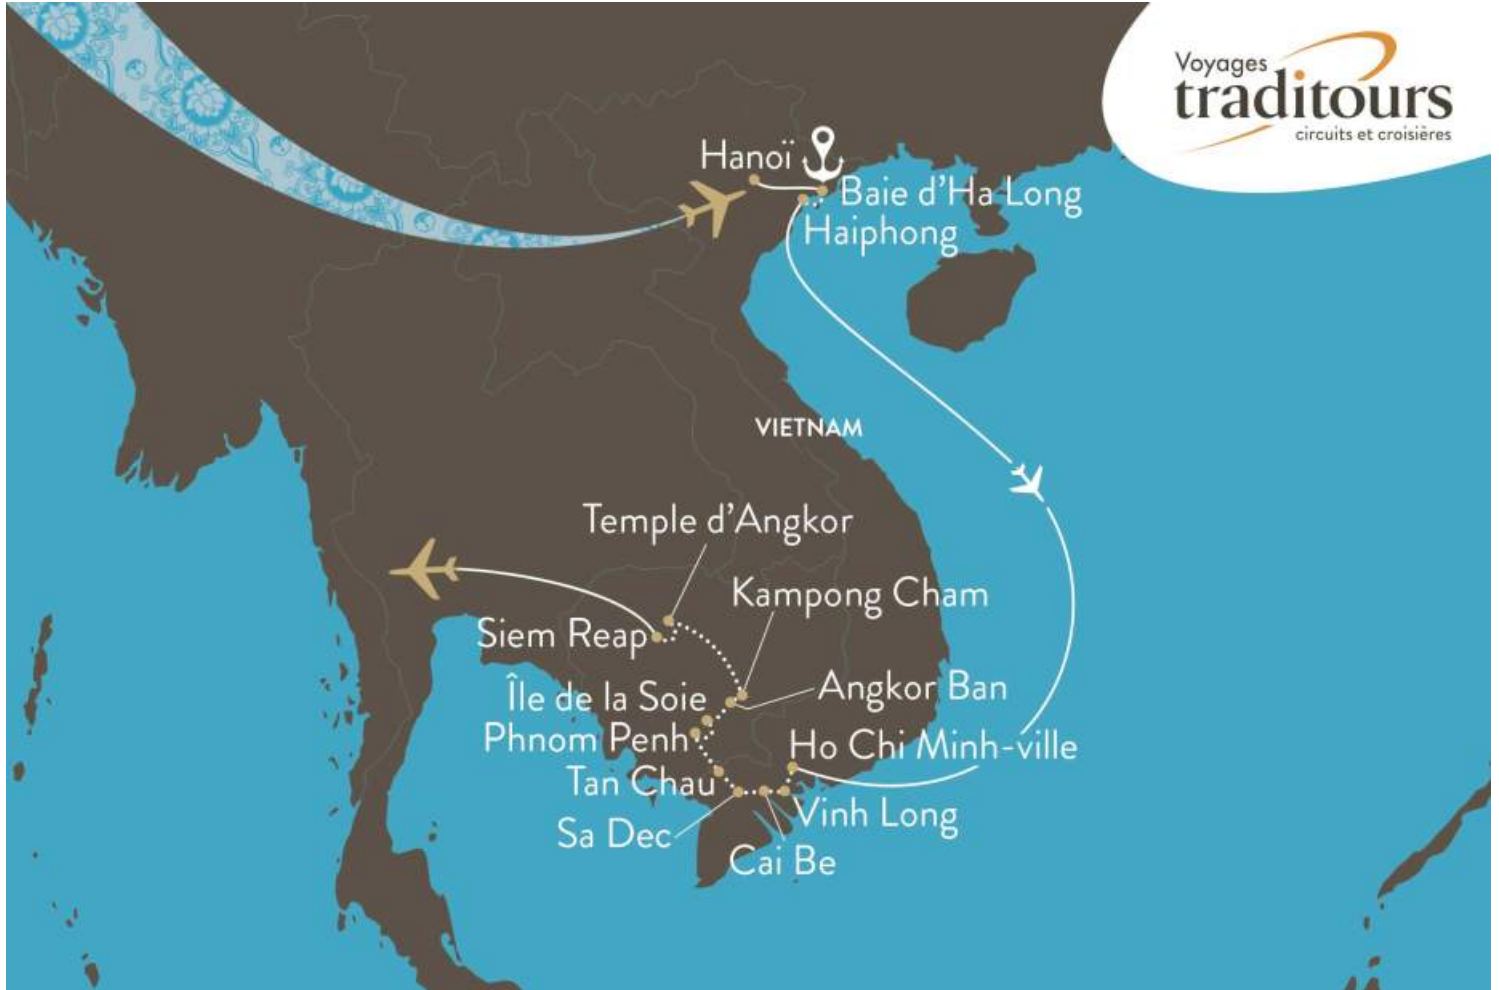 Voyages
traditours
circuits et croisières
Hanoï
Baie d'Ha Long
Haiphong
VIETNAM
Temple d'Angkor
Kampong Cham
Siem Reap
Angkor Ban
Île de la Soie
Phnom Penh
Ho Chi Minh-ville
Tan Chau
Vinh Long
Sa Dec
Cai Be